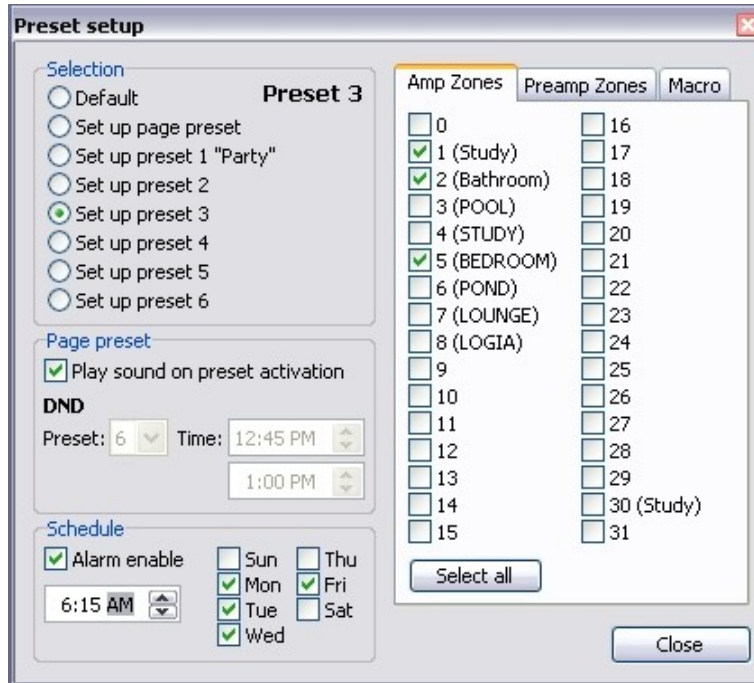 Preset setup
Selection
Preset 3
Default
Set up page preset
Set up preset 1 "Party"
Set up preset 2
Set up preset 3
Set up preset 4
Set up preset 5
Set up preset 6
Page preset
Play sound on preset activation
DND
Preset: 6 Time: 12:45 PM
1:00 PM
Schedule
Alarm enable
6:15 AM
Sun
Mon
Tue
Wed
Thu
Fri
Sat
Amp Zones Preamp Zones Macro
0
1 (Study)
2 (Bathroom)
3 (POOL)
4 (STUDY)
5 (BEDROOM)
6 (POND)
7 (LOUNGE)
8 (LOGIA)
9
10
11
12
13
14
15
16
17
18
19
20
21
22
23
24
25
26
27
28
29
30 (Study)
31
Select all
Close